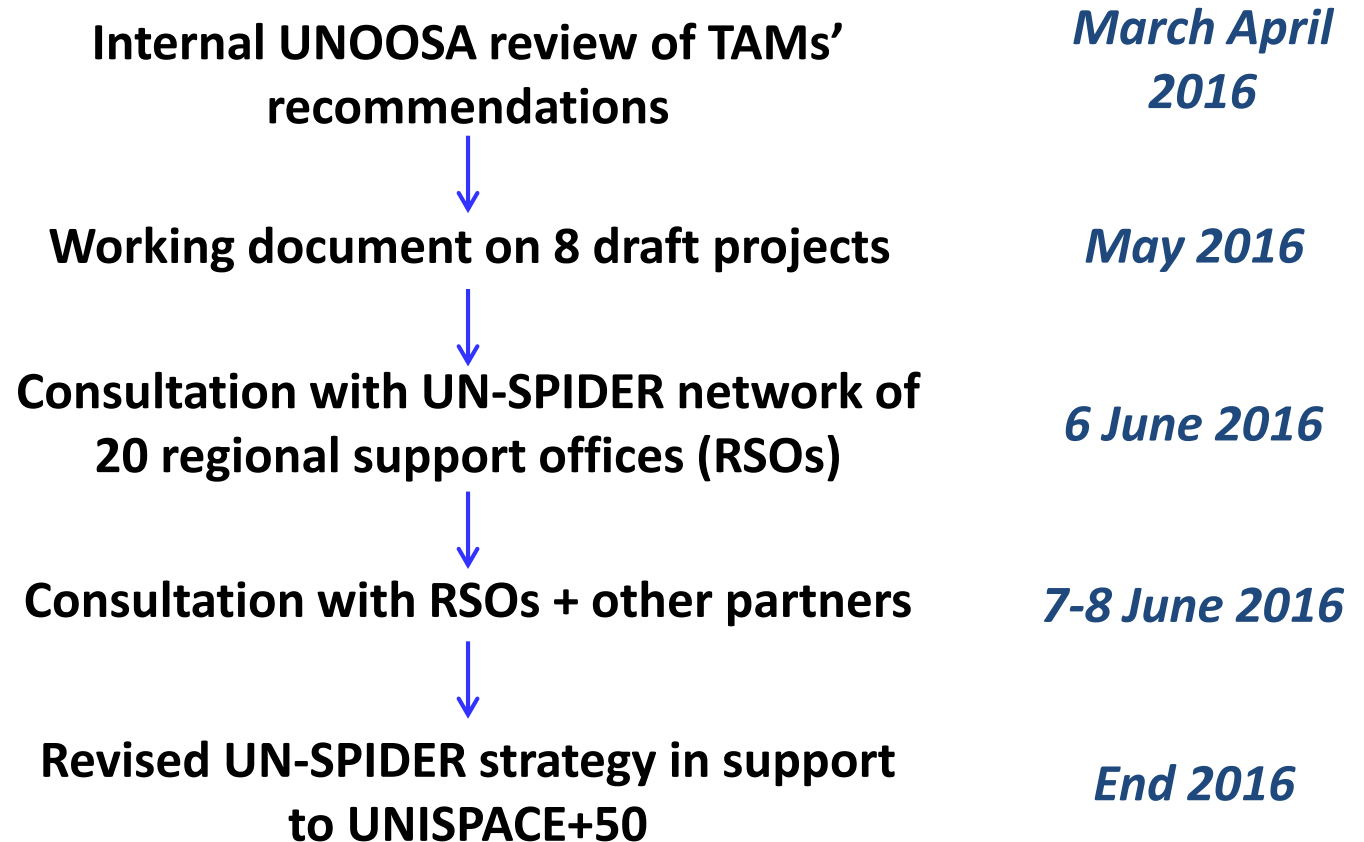 Internal UNOOSA review of TAMs’
recommendations
March April
2016
Working document on 8 draft projects
May 2016
Consultation with UN-SPIDER network of
20 regional support offices (RSOs)
6 June 2016
Consultation with RSOs + other partners
7-8 June 2016
Revised UN-SPIDER strategy in support
to UNISPACE+50
End 2016